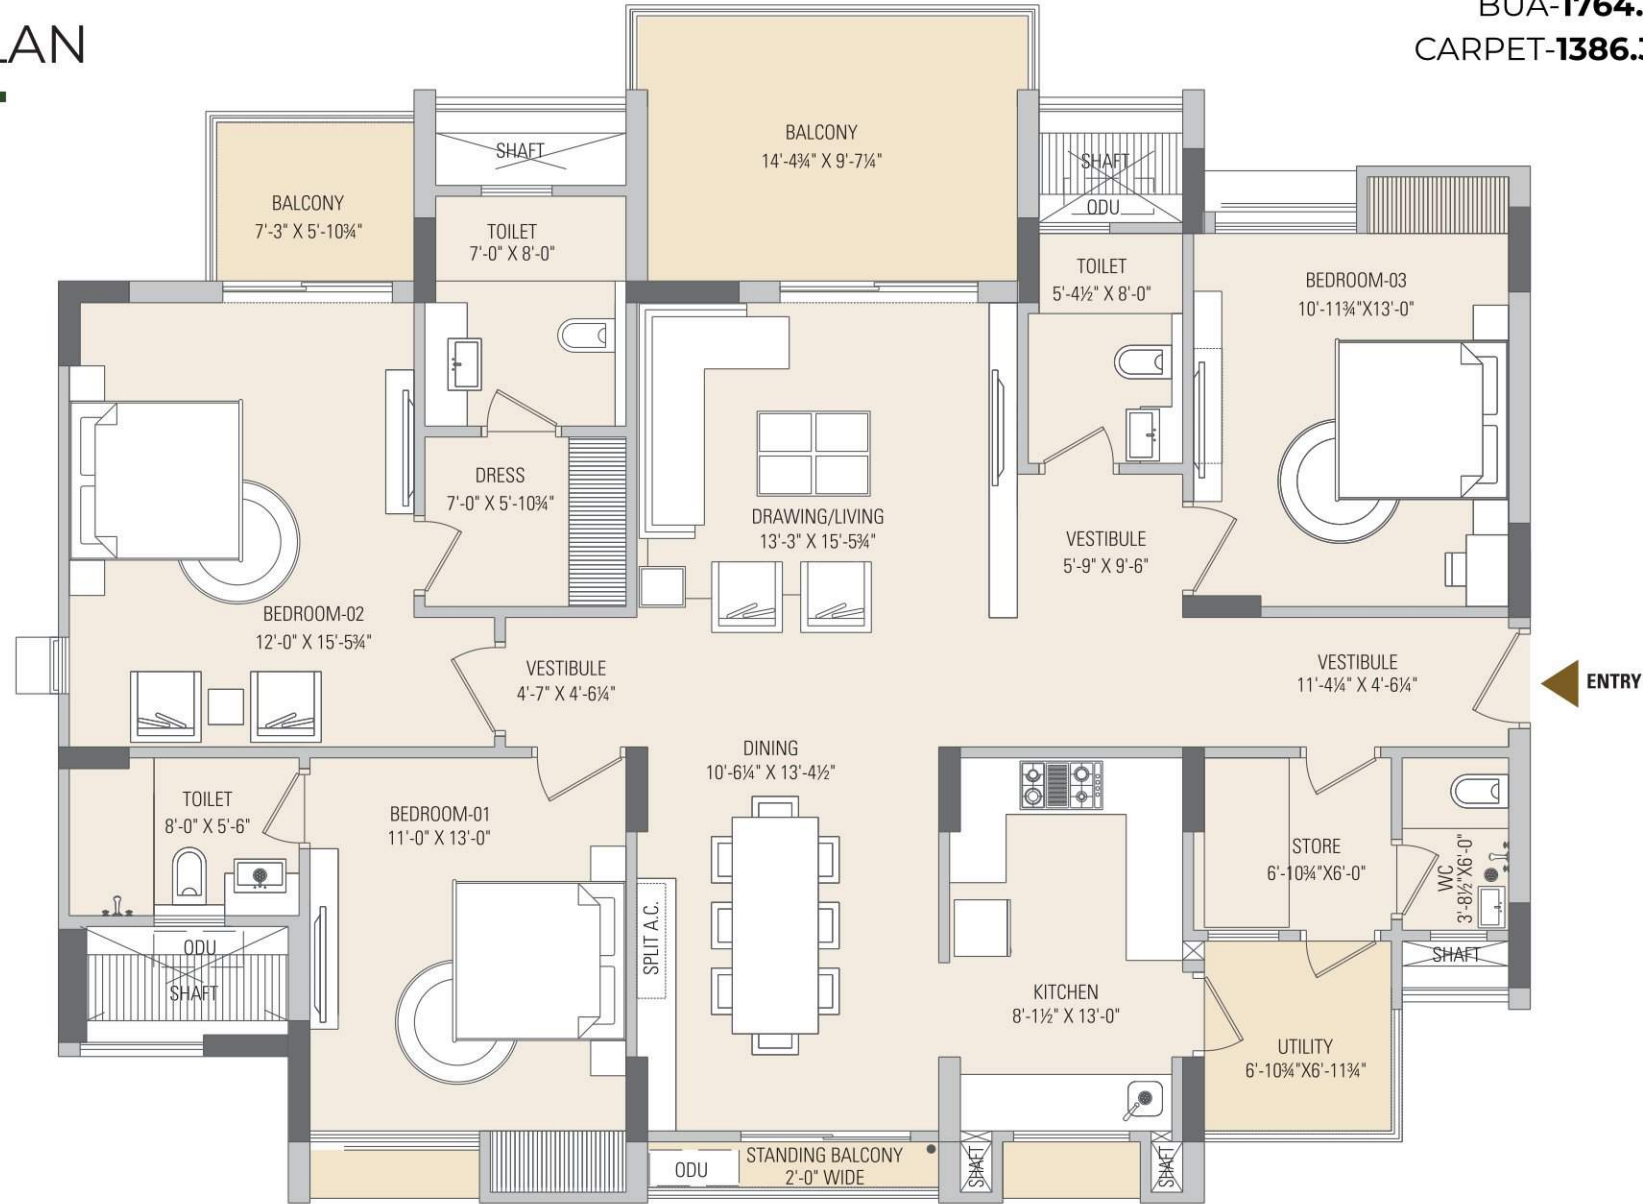 LAN
BUA-1764.
CARPET-1386.
BALCONY
14'-4¾" X 9'-7¼"
SHAFT
SHAFT
ODU
BALCONY
7'-3" X 5'-10¾"
TOILET
7'-0" X 8'-0"
TOILET
5'-4½" X 8'-0"
BEDROOM-03
10'-11¾"X13'-0"
DRESS
7'-0" X 5'-10¾"
DRAWING/LIVING
13'-3" X 15'-5¾"
VESTIBULE
5'-9" X 9'-6"
BEDROOM-02
12'-0" X 15'-5¾"
VESTIBULE
4'-7" X 4'-6¼"
VESTIBULE
11'-4¼" X 4'-6¼"
ENTRY
DINING
10'-6¼" X 13'-4½"
TOILET
8'-0" X 5'-6"
BEDROOM-01
11'-0" X 13'-0"
STORE
6'-10¾"X6'-0"
WC
3'-8½"X6'-0"
SPLIT A.C.
ODU
SHAFT
SHAFT
KITCHEN
8'-1½" X 13'-0"
UTILITY
6'-10¾"X6'-11¾"
ODU
STANDING BALCONY
2'-0" WIDE
SHAFT
SHAFT